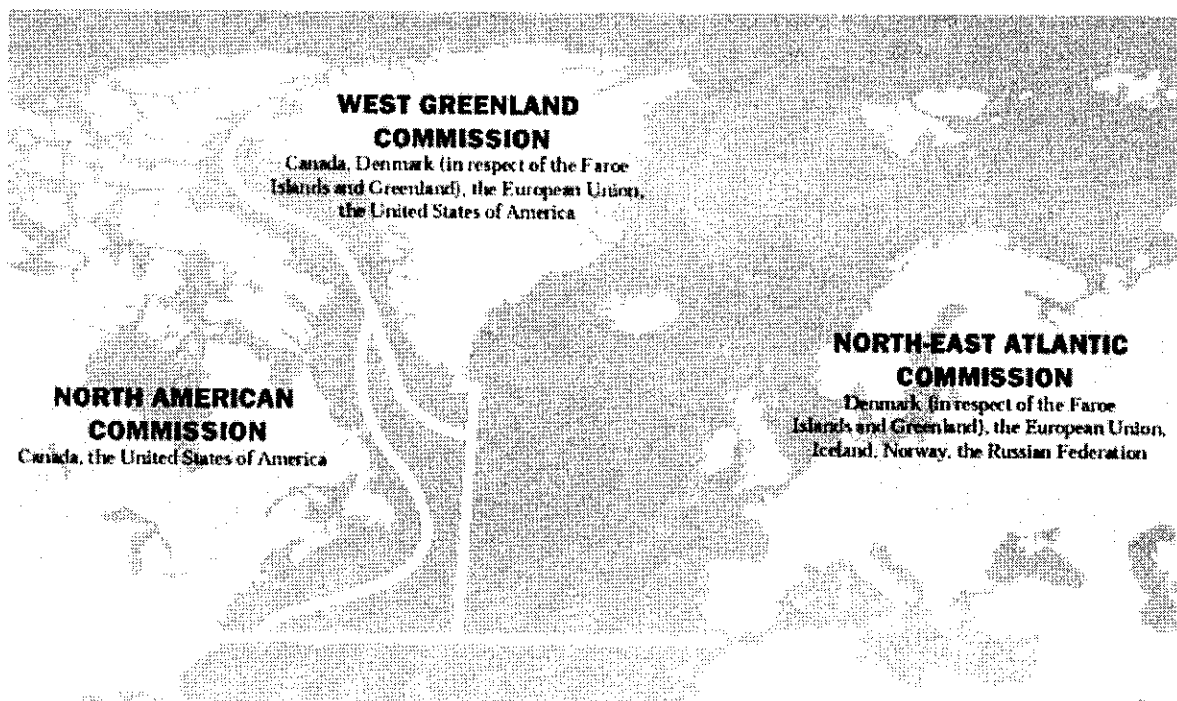 WEST GREENLAND
COMMISSION
Canada, Denmark (in respect of the Faroe
Islands and Greenland), the European Union,
the United States of America
NORTH-EAST ATLANTIC
COMMISSION
Denmark (in respect of the Faroe
Islands and Greenland), the European Union,
Iceland, Norway, the Russian Federation
NORTH AMERICAN
COMMISSION
Canada, the United States of America